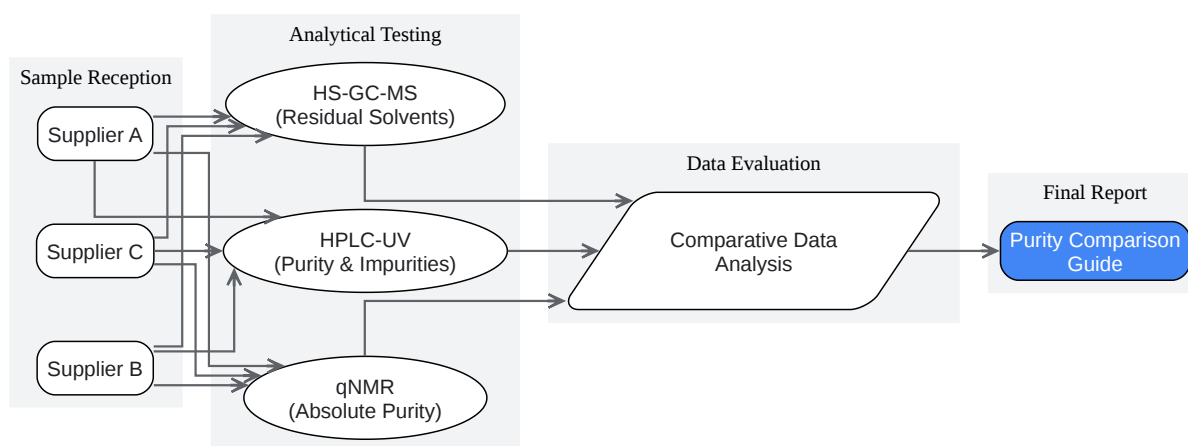 Sample Reception
Supplier A
Supplier C
Supplier B
Analytical Testing
HS-GC-MS
(Residual Solvents)
HPLC-UV
(Purity & Impurities)
qNMR
(Absolute Purity)
Data Evaluation
Comparative Data
Analysis
Final Report
Purity Comparison
Guide